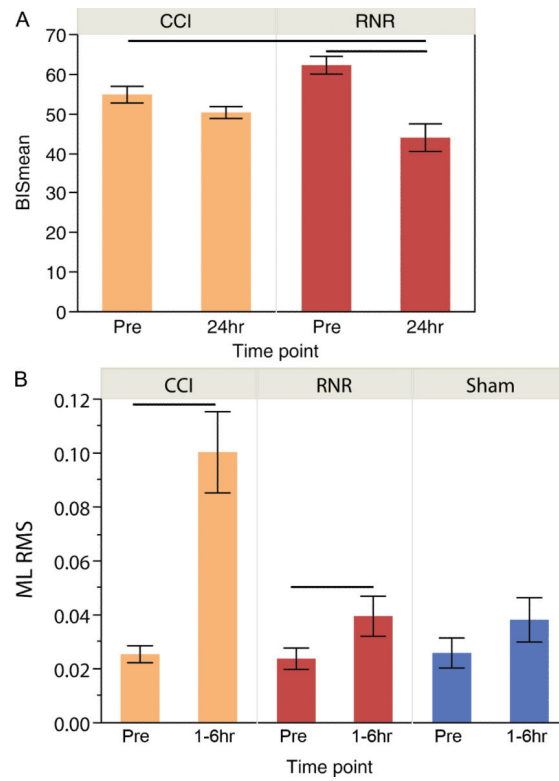 A
CCI RNR
70
60
50
40
30
20
10
0
BISmean
Pre 24hr Pre 24hr
Time point
B
CCI RNR Sham
0.12
0.10
0.08
0.06
0.04
0.02
0.00
ML RMS
Pre 1-6hr Pre 1-6hr Pre 1-6hr
Time point